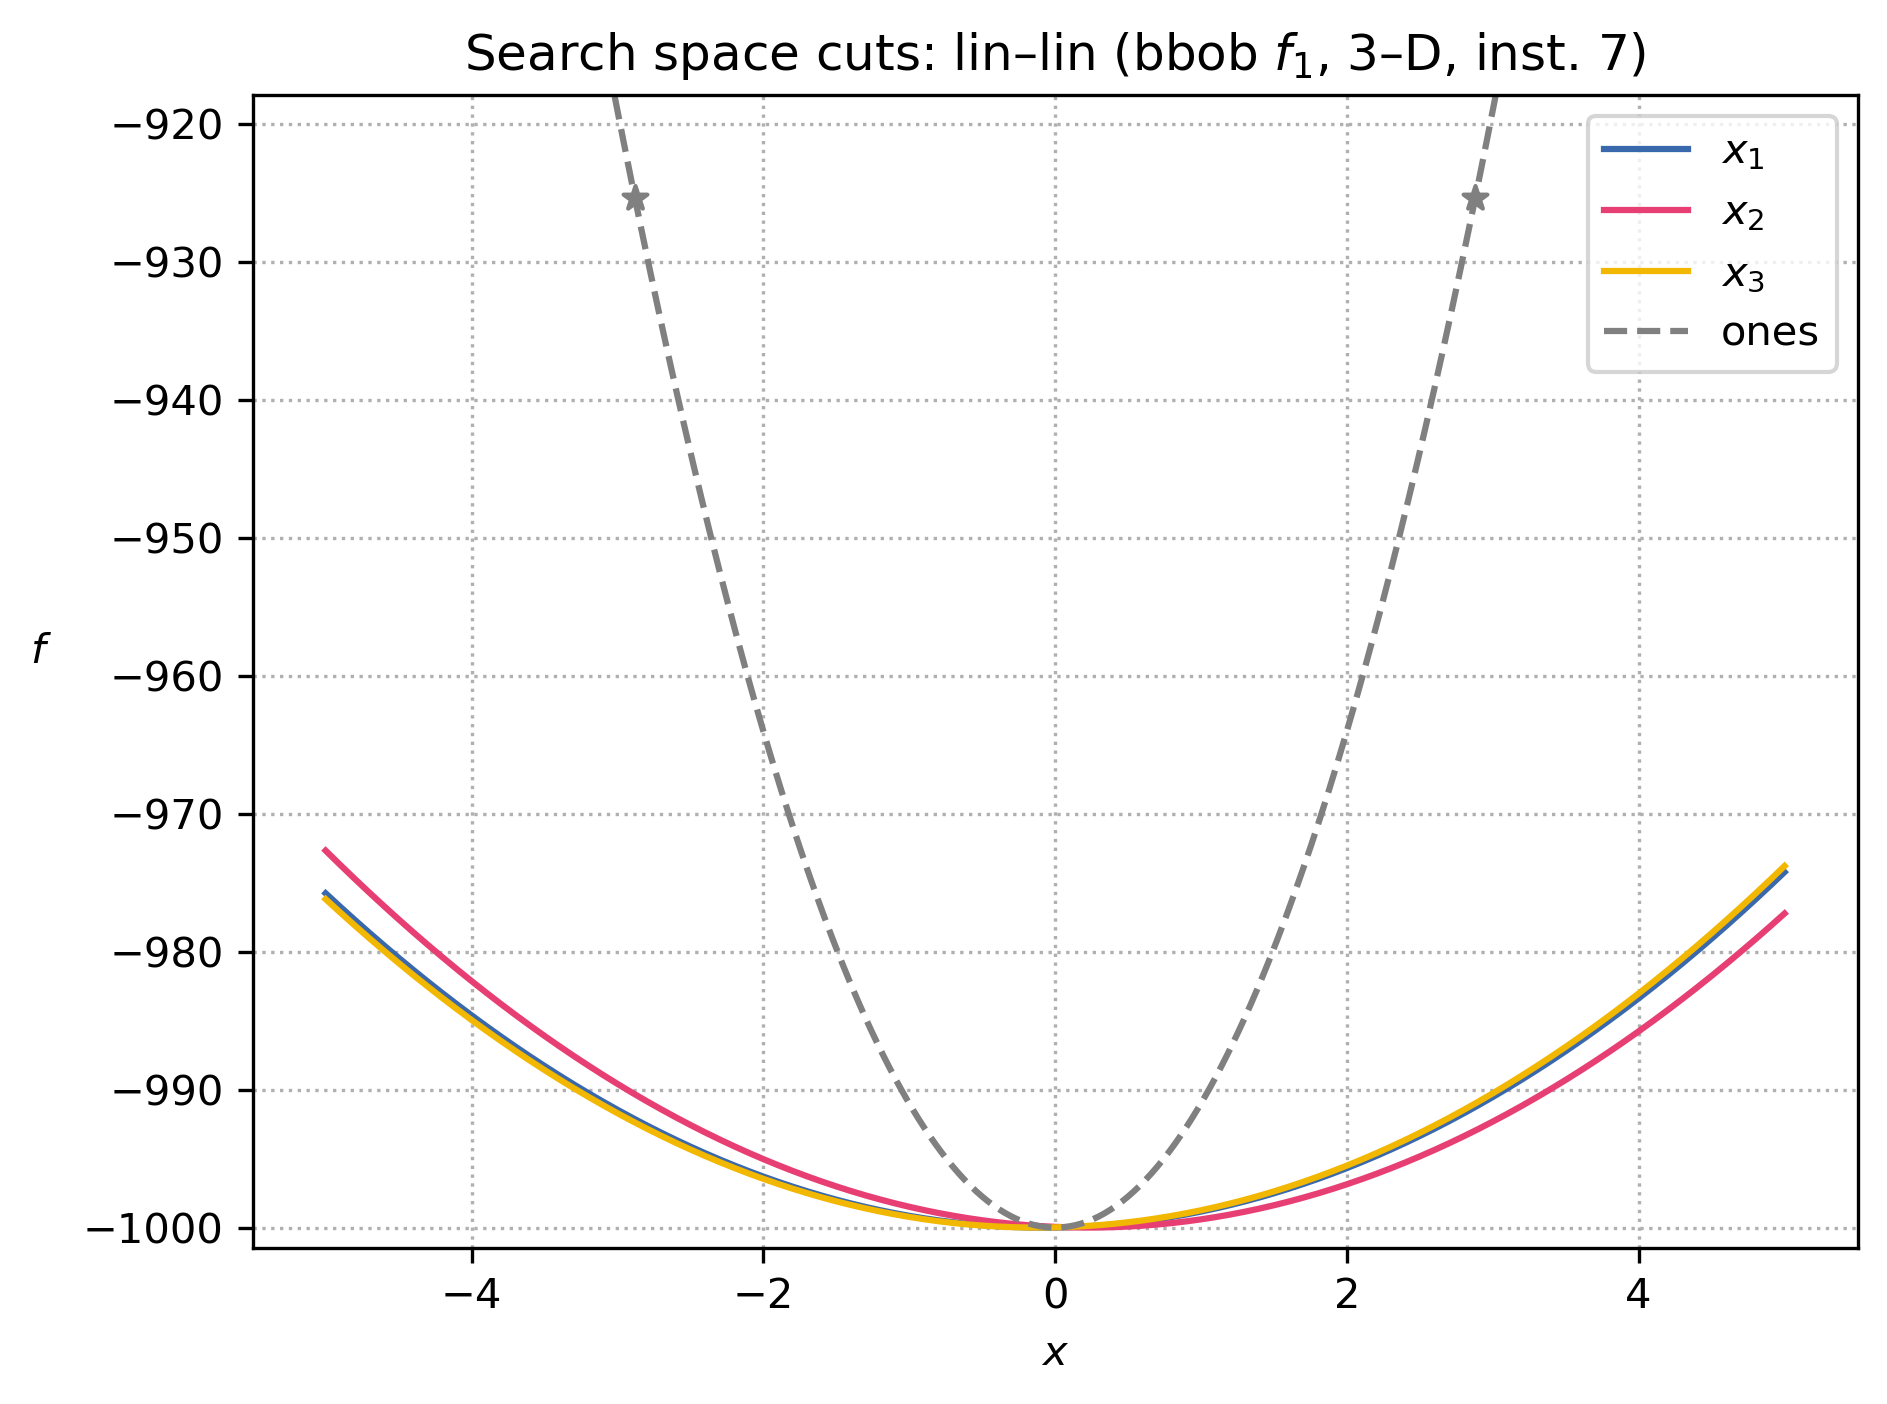 Search space cuts: lin–lin (bbob f₁, 3–D, inst. 7)
x₁
x₂
x₃
ones
−920
−930
−940
−950
−960
−970
−980
−990
−1000
f
−4 −2 0 2 4
x